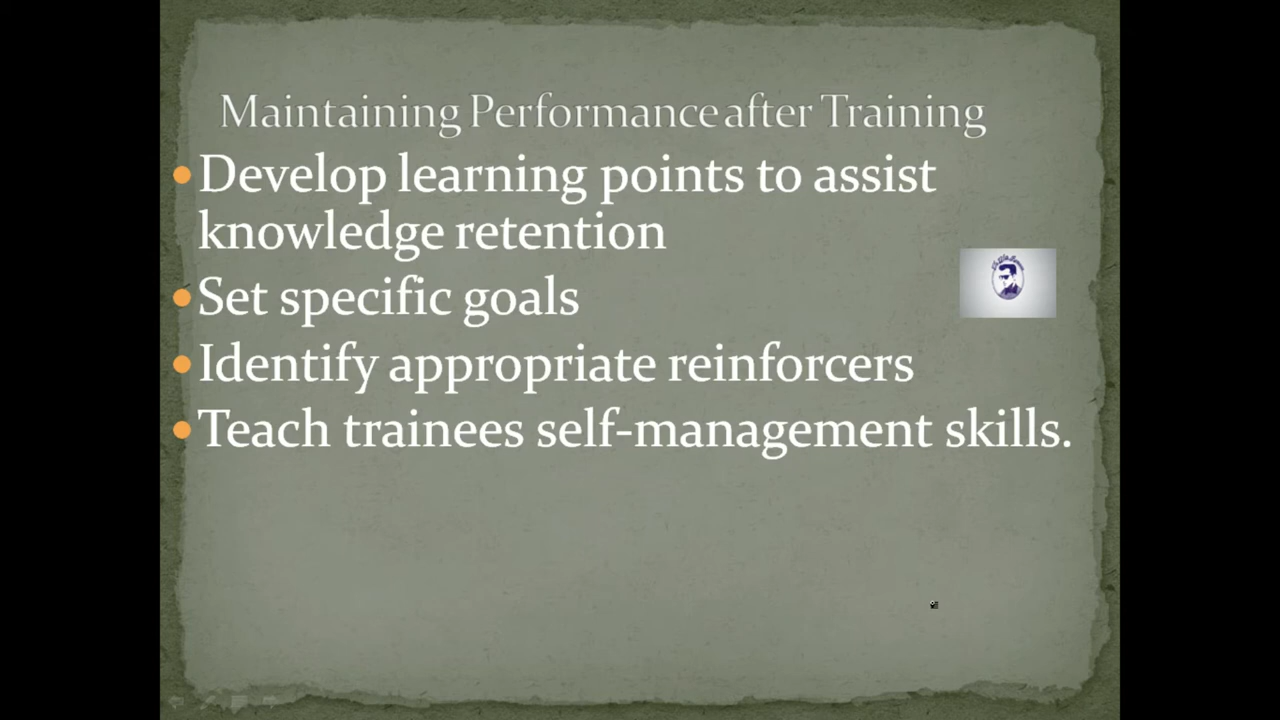 Maintaining Performance after Training
Develop learning points to assist
knowledge retention
Set specific goals
Identify appropriate reinforcers
Teach trainees self-management skills.